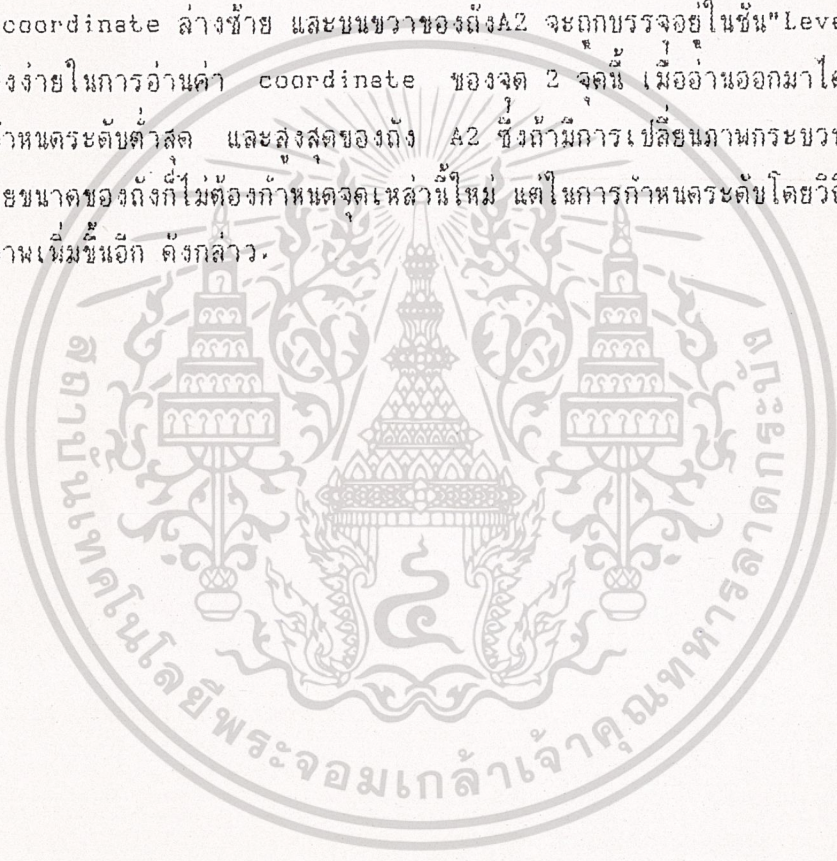 coordinate ล่างซ้าย และบนขวาของถังA2 จะถูกบรรจุอยู่ในชั้น"Leve
งง่ายในการอ่านค่า coordinate ของจุด 2 จุดนี้ เมื่ออ่านออกมาได
กำหนดระดับต่ำสุด และสูงสุดของถัง A2 ซึ่งถ้ามีการเปลี่ยนภาพกระบวน
ยขนาดของถังก็ไม่ต้องกำหนดจุดเหล่านี้ใหม่ แต่ในการกำหนดระดับโดยวิธี
าพเพิ่มขึ้นอีก ดังกล่าว.
สถาบันเทคโนโลยีพระจอมเกล้าเจ้าคุณทหารลาดกระบัง